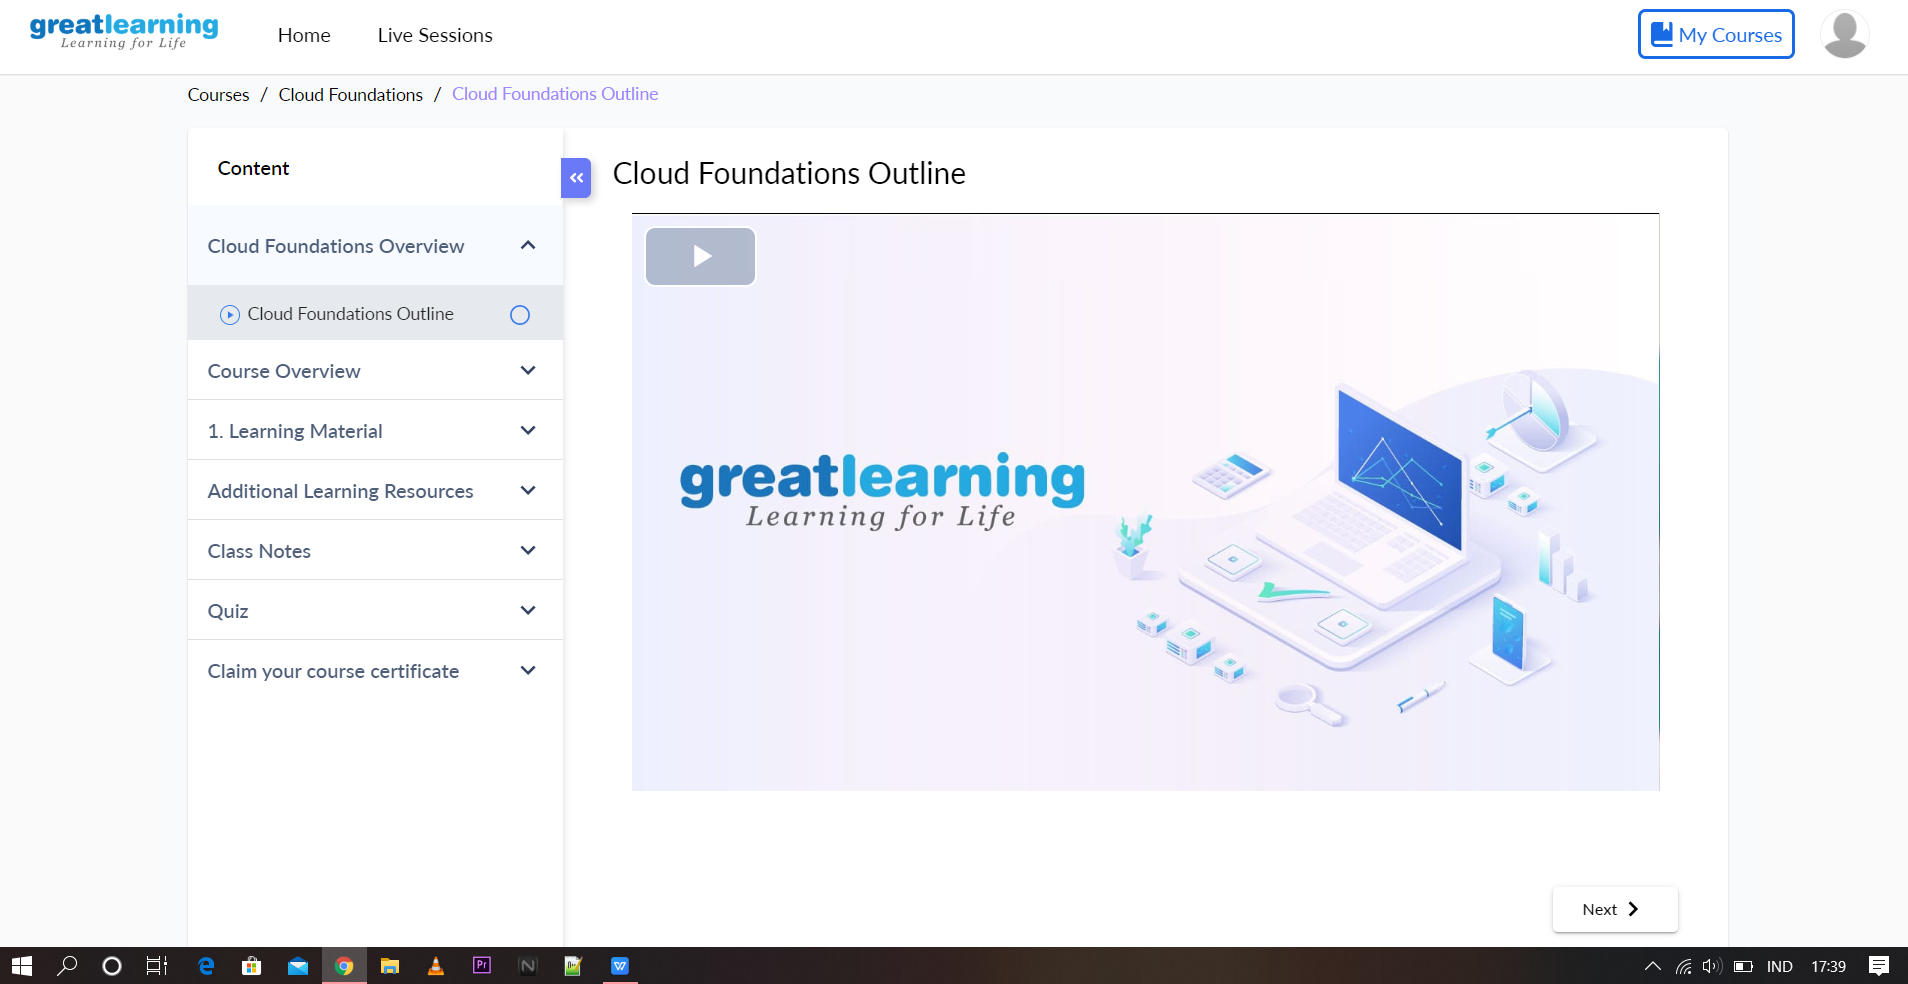 greatlearning
Learning for Life
Home
Live Sessions
My Courses
Courses / Cloud Foundations / Cloud Foundations Outline
Content
Cloud Foundations Overview
Cloud Foundations Outline
Course Overview
1. Learning Material
Additional Learning Resources
Class Notes
Quiz
Claim your course certificate
Cloud Foundations Outline
greatlearning
Learning for Life
Next
Pr
N
W
IND
17:39